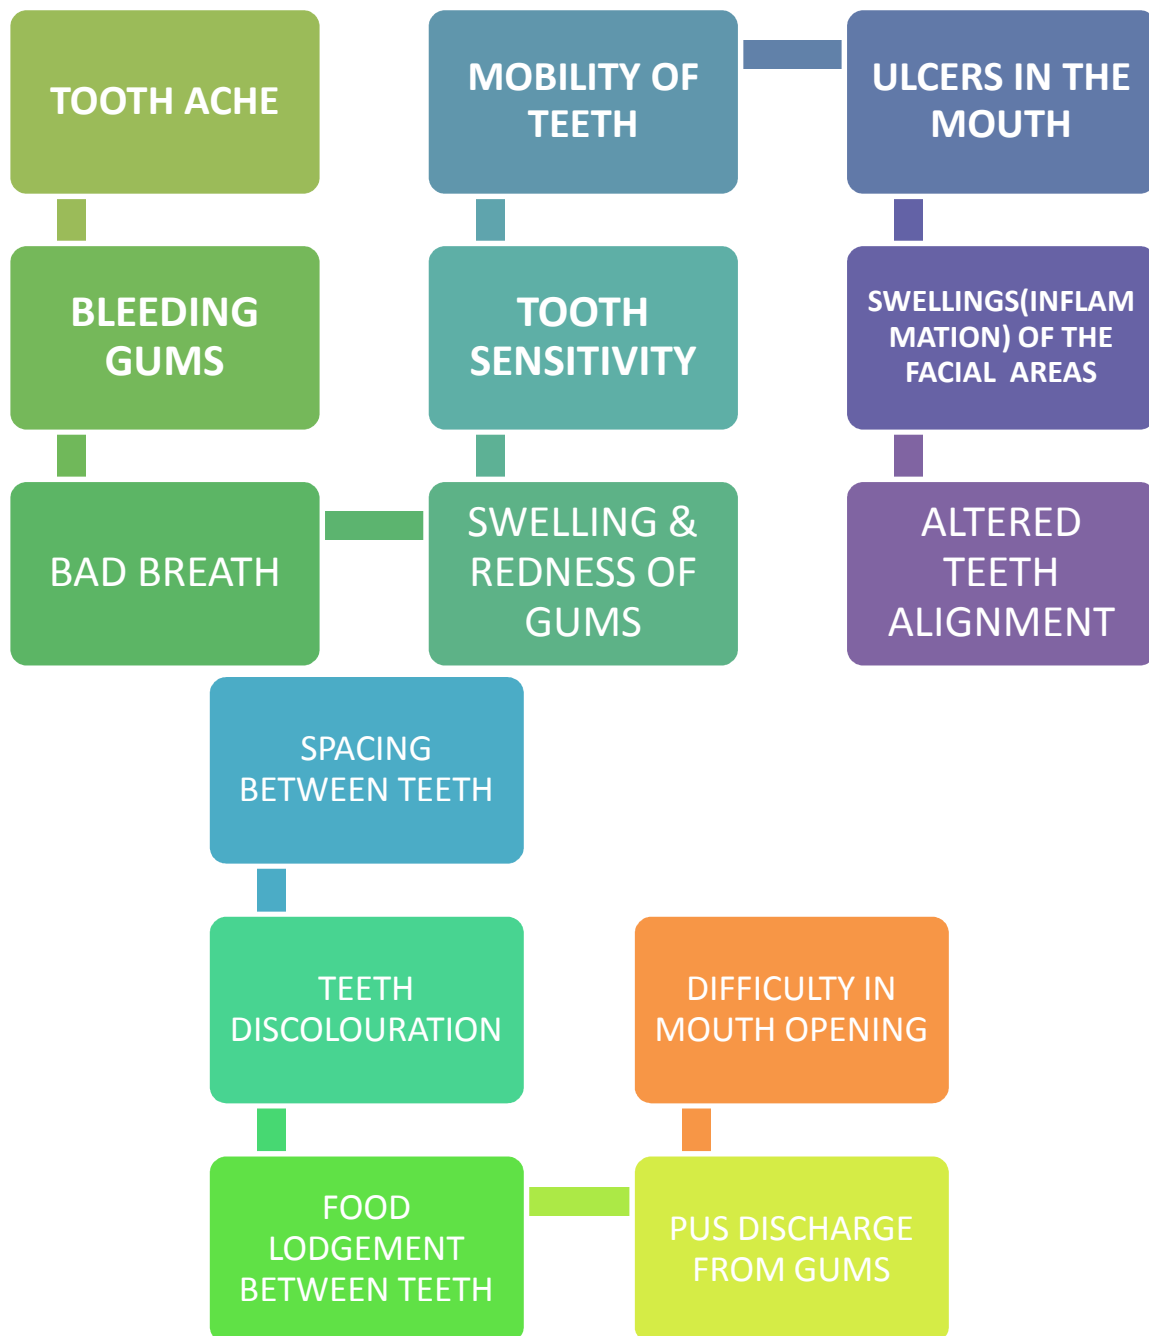 TOOTH ACHE
BLEEDING
GUMS
BAD BREATH
SWELLING &
REDNESS OF
GUMS
TOOTH
SENSITIVITY
MOBILITY OF
TEETH
ULCERS IN THE
MOUTH
SWELLINGS(INFLAM
MATION) OF THE
FACIAL  AREAS
ALTERED
TEETH
ALIGNMENT
SPACING
BETWEEN TEETH
TEETH
DISCOLOURATION
FOOD
LODGEMENT
BETWEEN TEETH
PUS DISCHARGE
FROM GUMS
DIFFICULTY IN
MOUTH OPENING